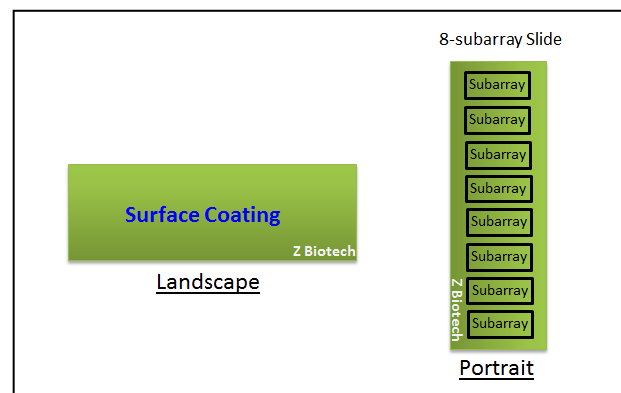 8-subarray Slide
Subarray
Subarray
Subarray
Subarray
Subarray
Subarray
Subarray
Subarray
Z Biotech
Portrait
Surface Coating
Z Biotech
Landscape